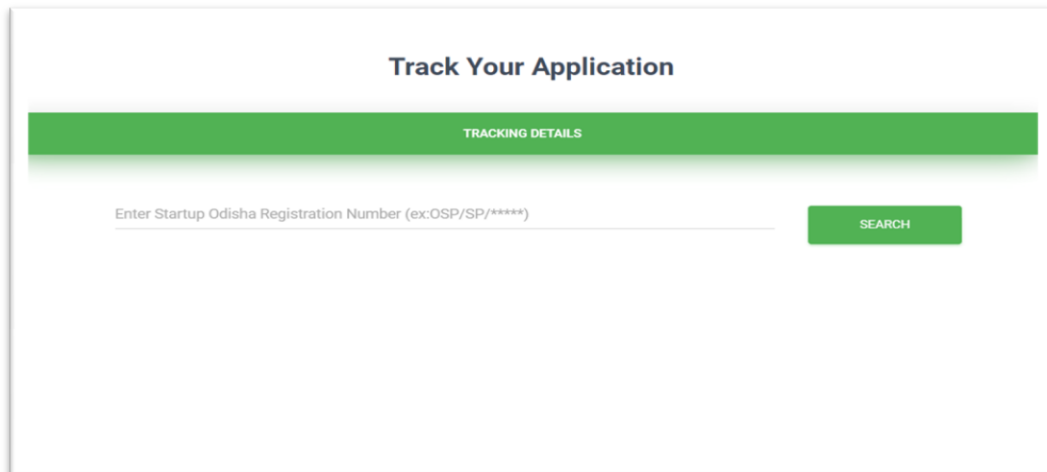 Track Your Application
TRACKING DETAILS
Enter Startup Odisha Registration Number (ex:OSP/SP/*****)
SEARCH